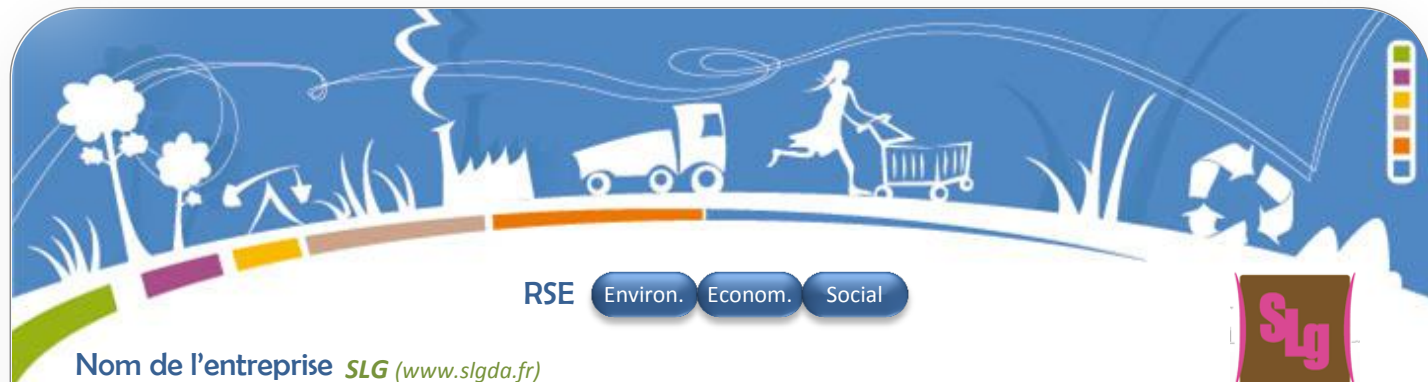 RSE Environ. Econom. Social
SLg
Nom de l'entreprise SLG (www.slgda.fr)